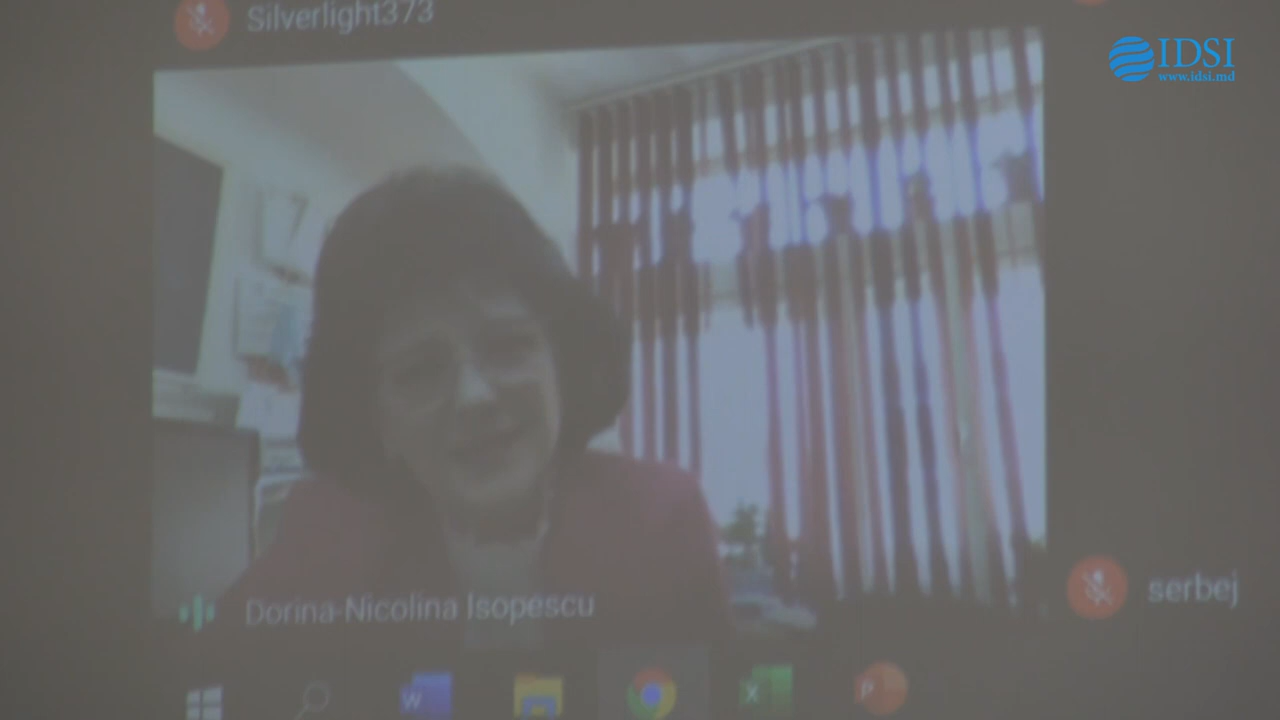 Silverlight373
IDSI
www.idsi.md
serbej
Dorina-Nicolina Isopescu
W
X
P